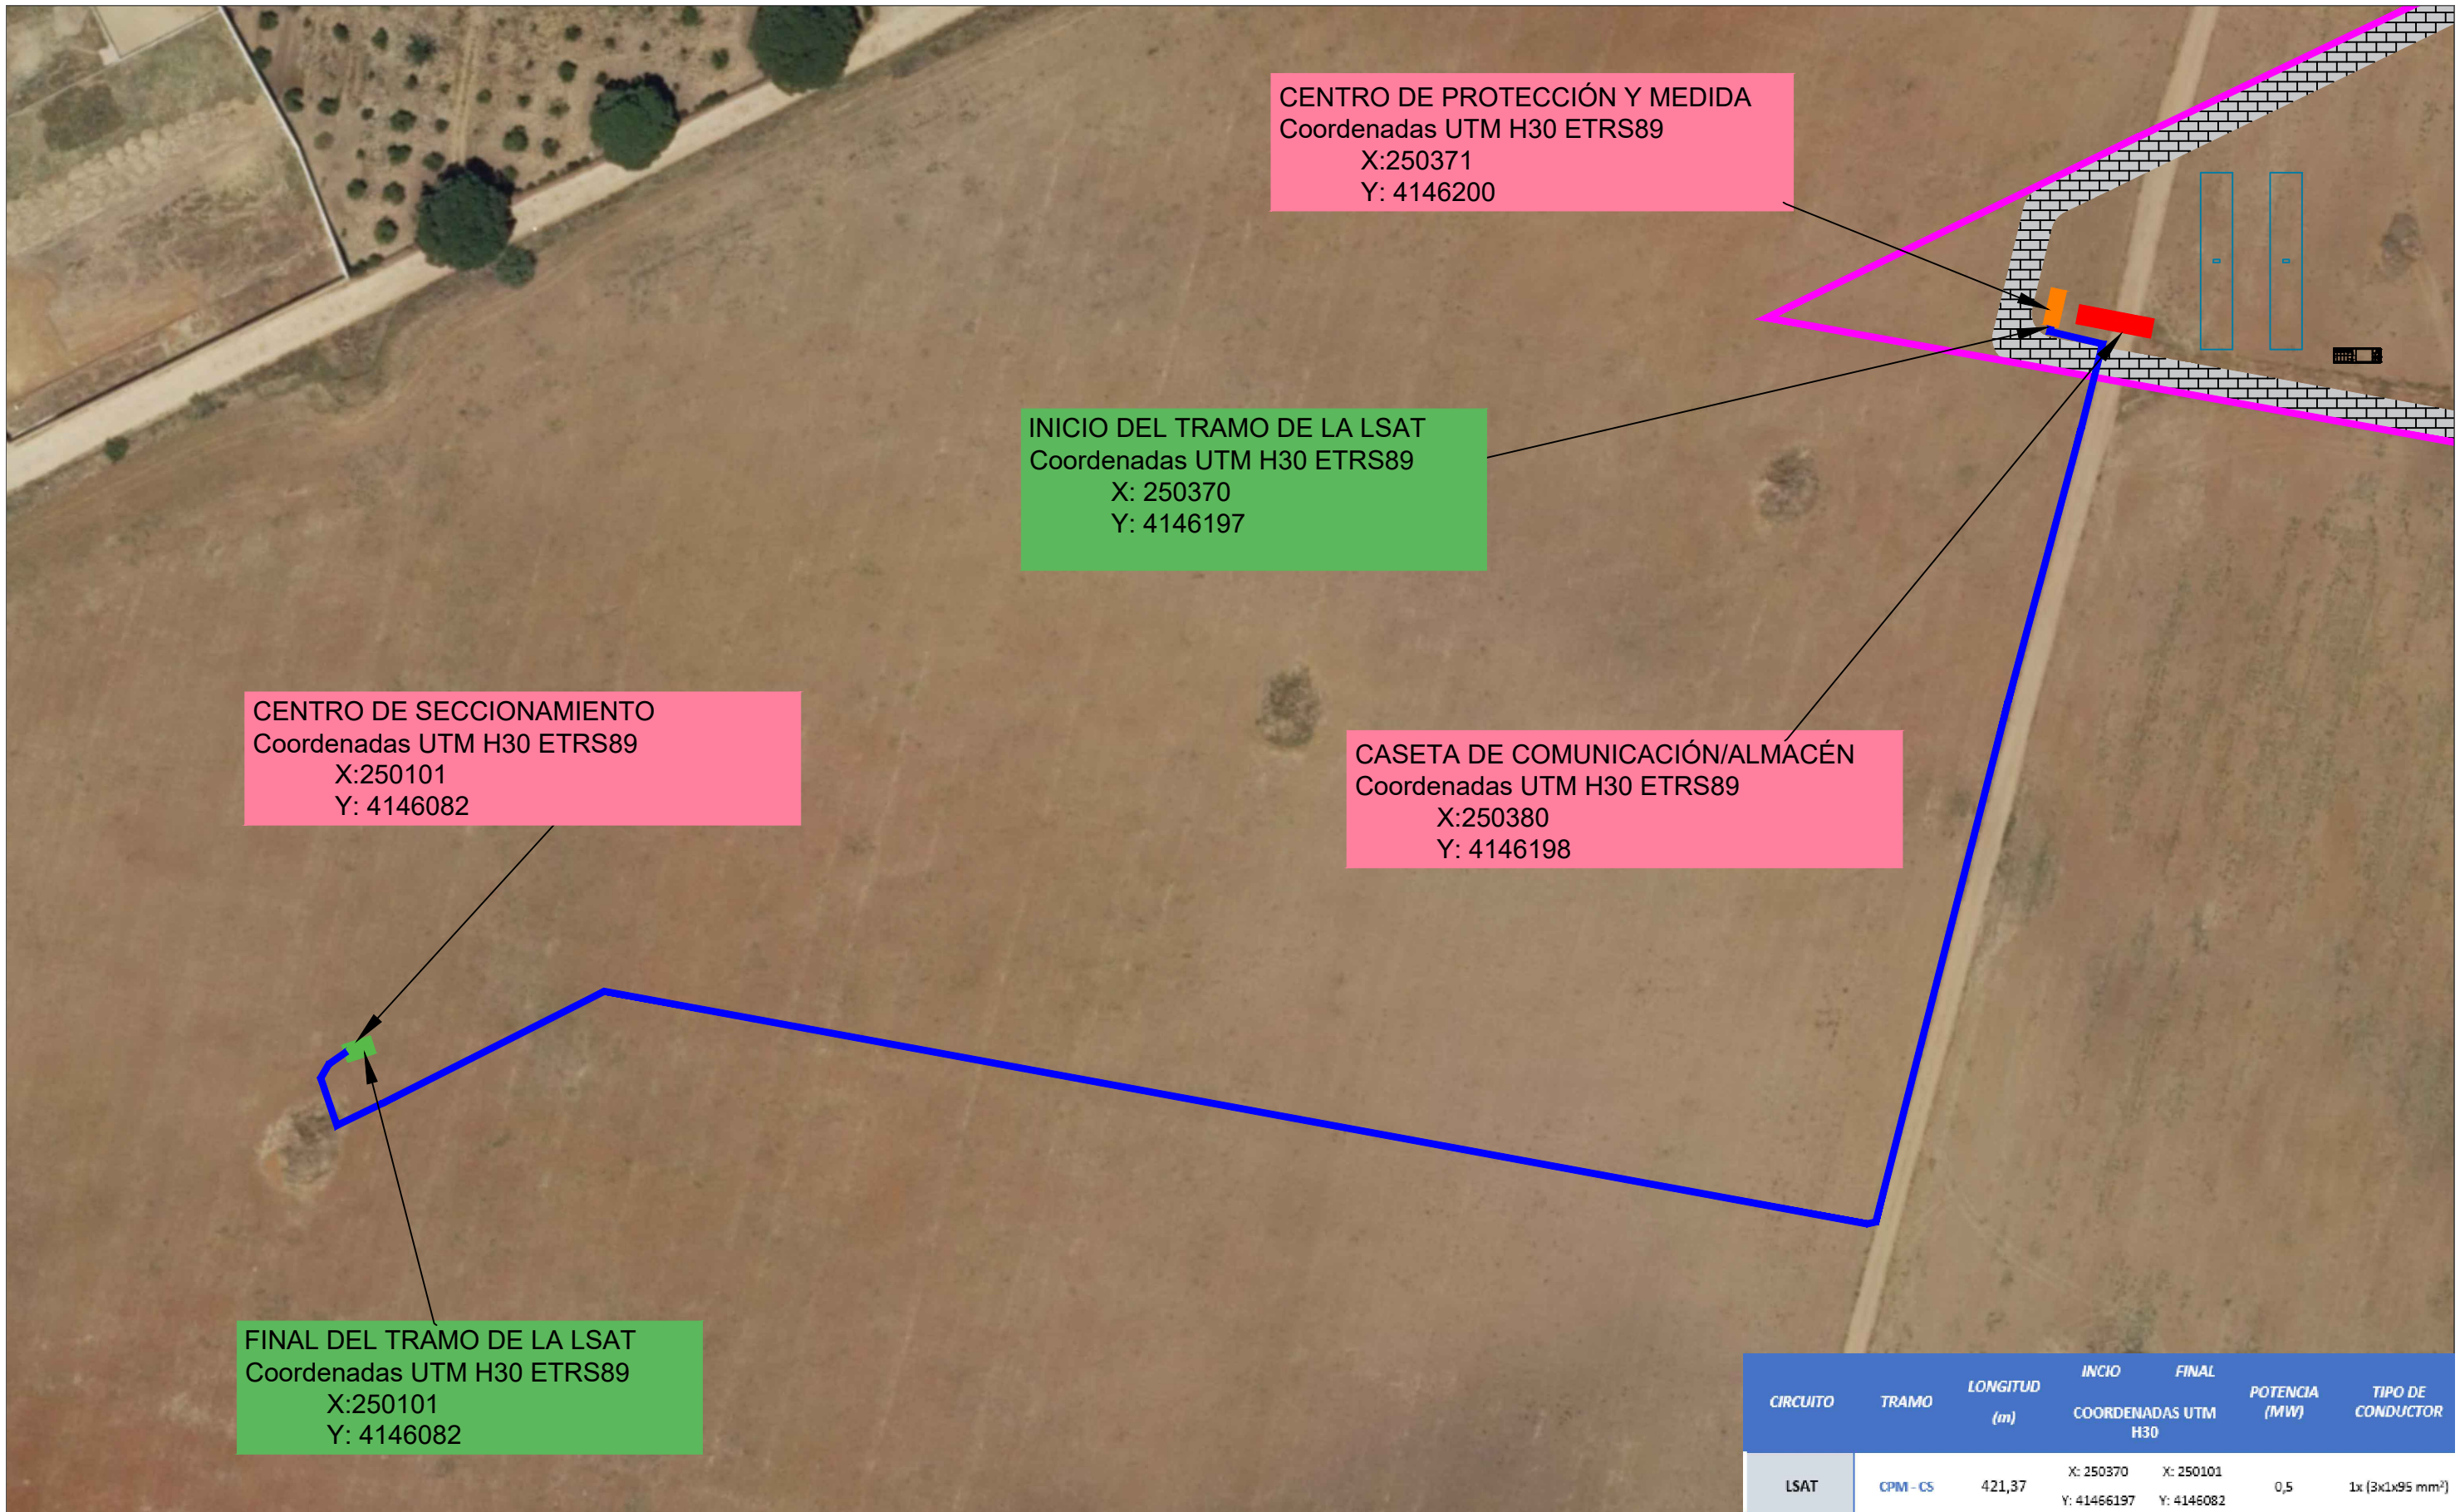 CENTRO DE PROTECCIÓN Y MEDIDA
Coordenadas UTM H30 ETRS89
X:250371
Y: 4146200
INICIO DEL TRAMO DE LA LSAT
Coordenadas UTM H30 ETRS89
X: 250370
Y: 4146197
CENTRO DE SECCIONAMIENTO
Coordenadas UTM H30 ETRS89
X:250101
Y: 4146082
CASETA DE COMUNICACIÓN/ALMACÉN
Coordenadas UTM H30 ETRS89
X:250380
Y: 4146198
FINAL DEL TRAMO DE LA LSAT
Coordenadas UTM H30 ETRS89
X:250101
Y: 4146082
CIRCUITO TRAMO LONGITUD (m) INCIO FINAL COORDENADAS UTM H30 POTENCIA (MW) TIPO DE CONDUCTOR
LSAT CPM - CS 421,37 X: 250370 X: 250101 0,5 1x (3x1x95 mm²)
Y: 41466197 Y: 4146082